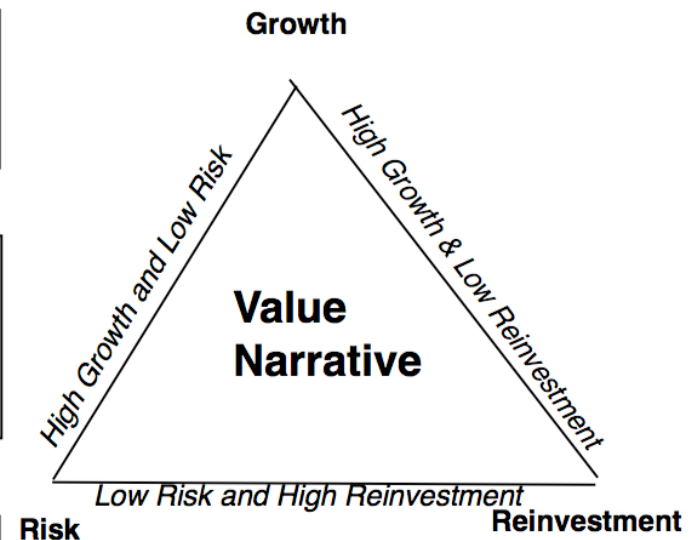 Growth
High Growth and Low Risk
High Growth & Low Reinvestment
Value
Narrative
Low Risk and High Reinvestment
Risk
Reinvestment